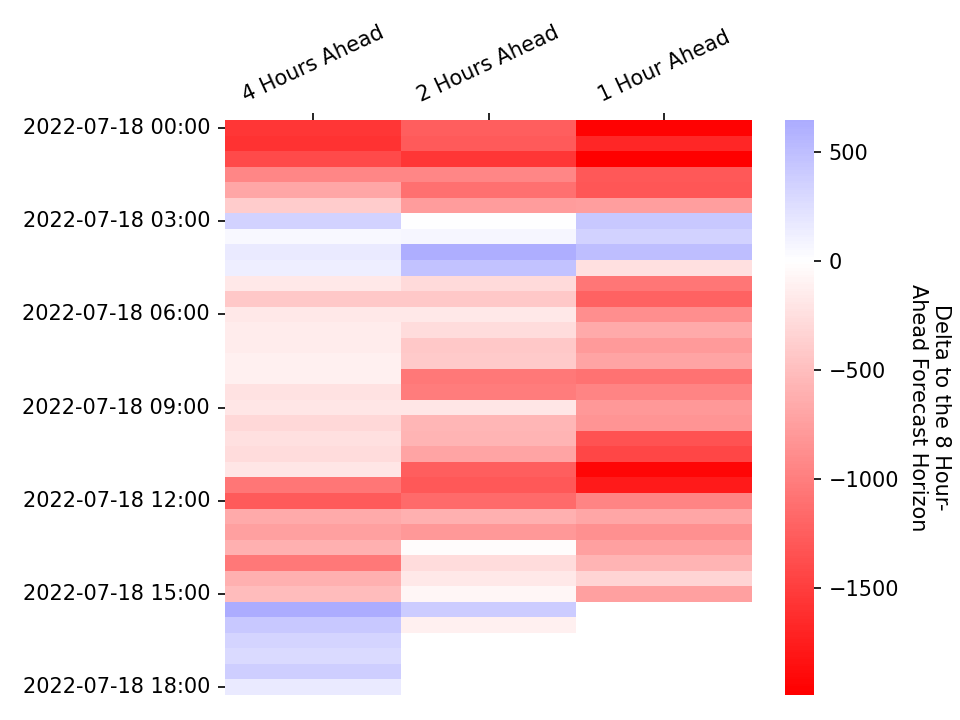 4 Hours Ahead
2 Hours Ahead
1 Hour Ahead
2022-07-18 00:00
2022-07-18 03:00
2022-07-18 06:00
2022-07-18 09:00
2022-07-18 12:00
2022-07-18 15:00
2022-07-18 18:00
500
0
−500
−1000
−1500
Delta to the 8 Hour-
Ahead Forecast Horizon